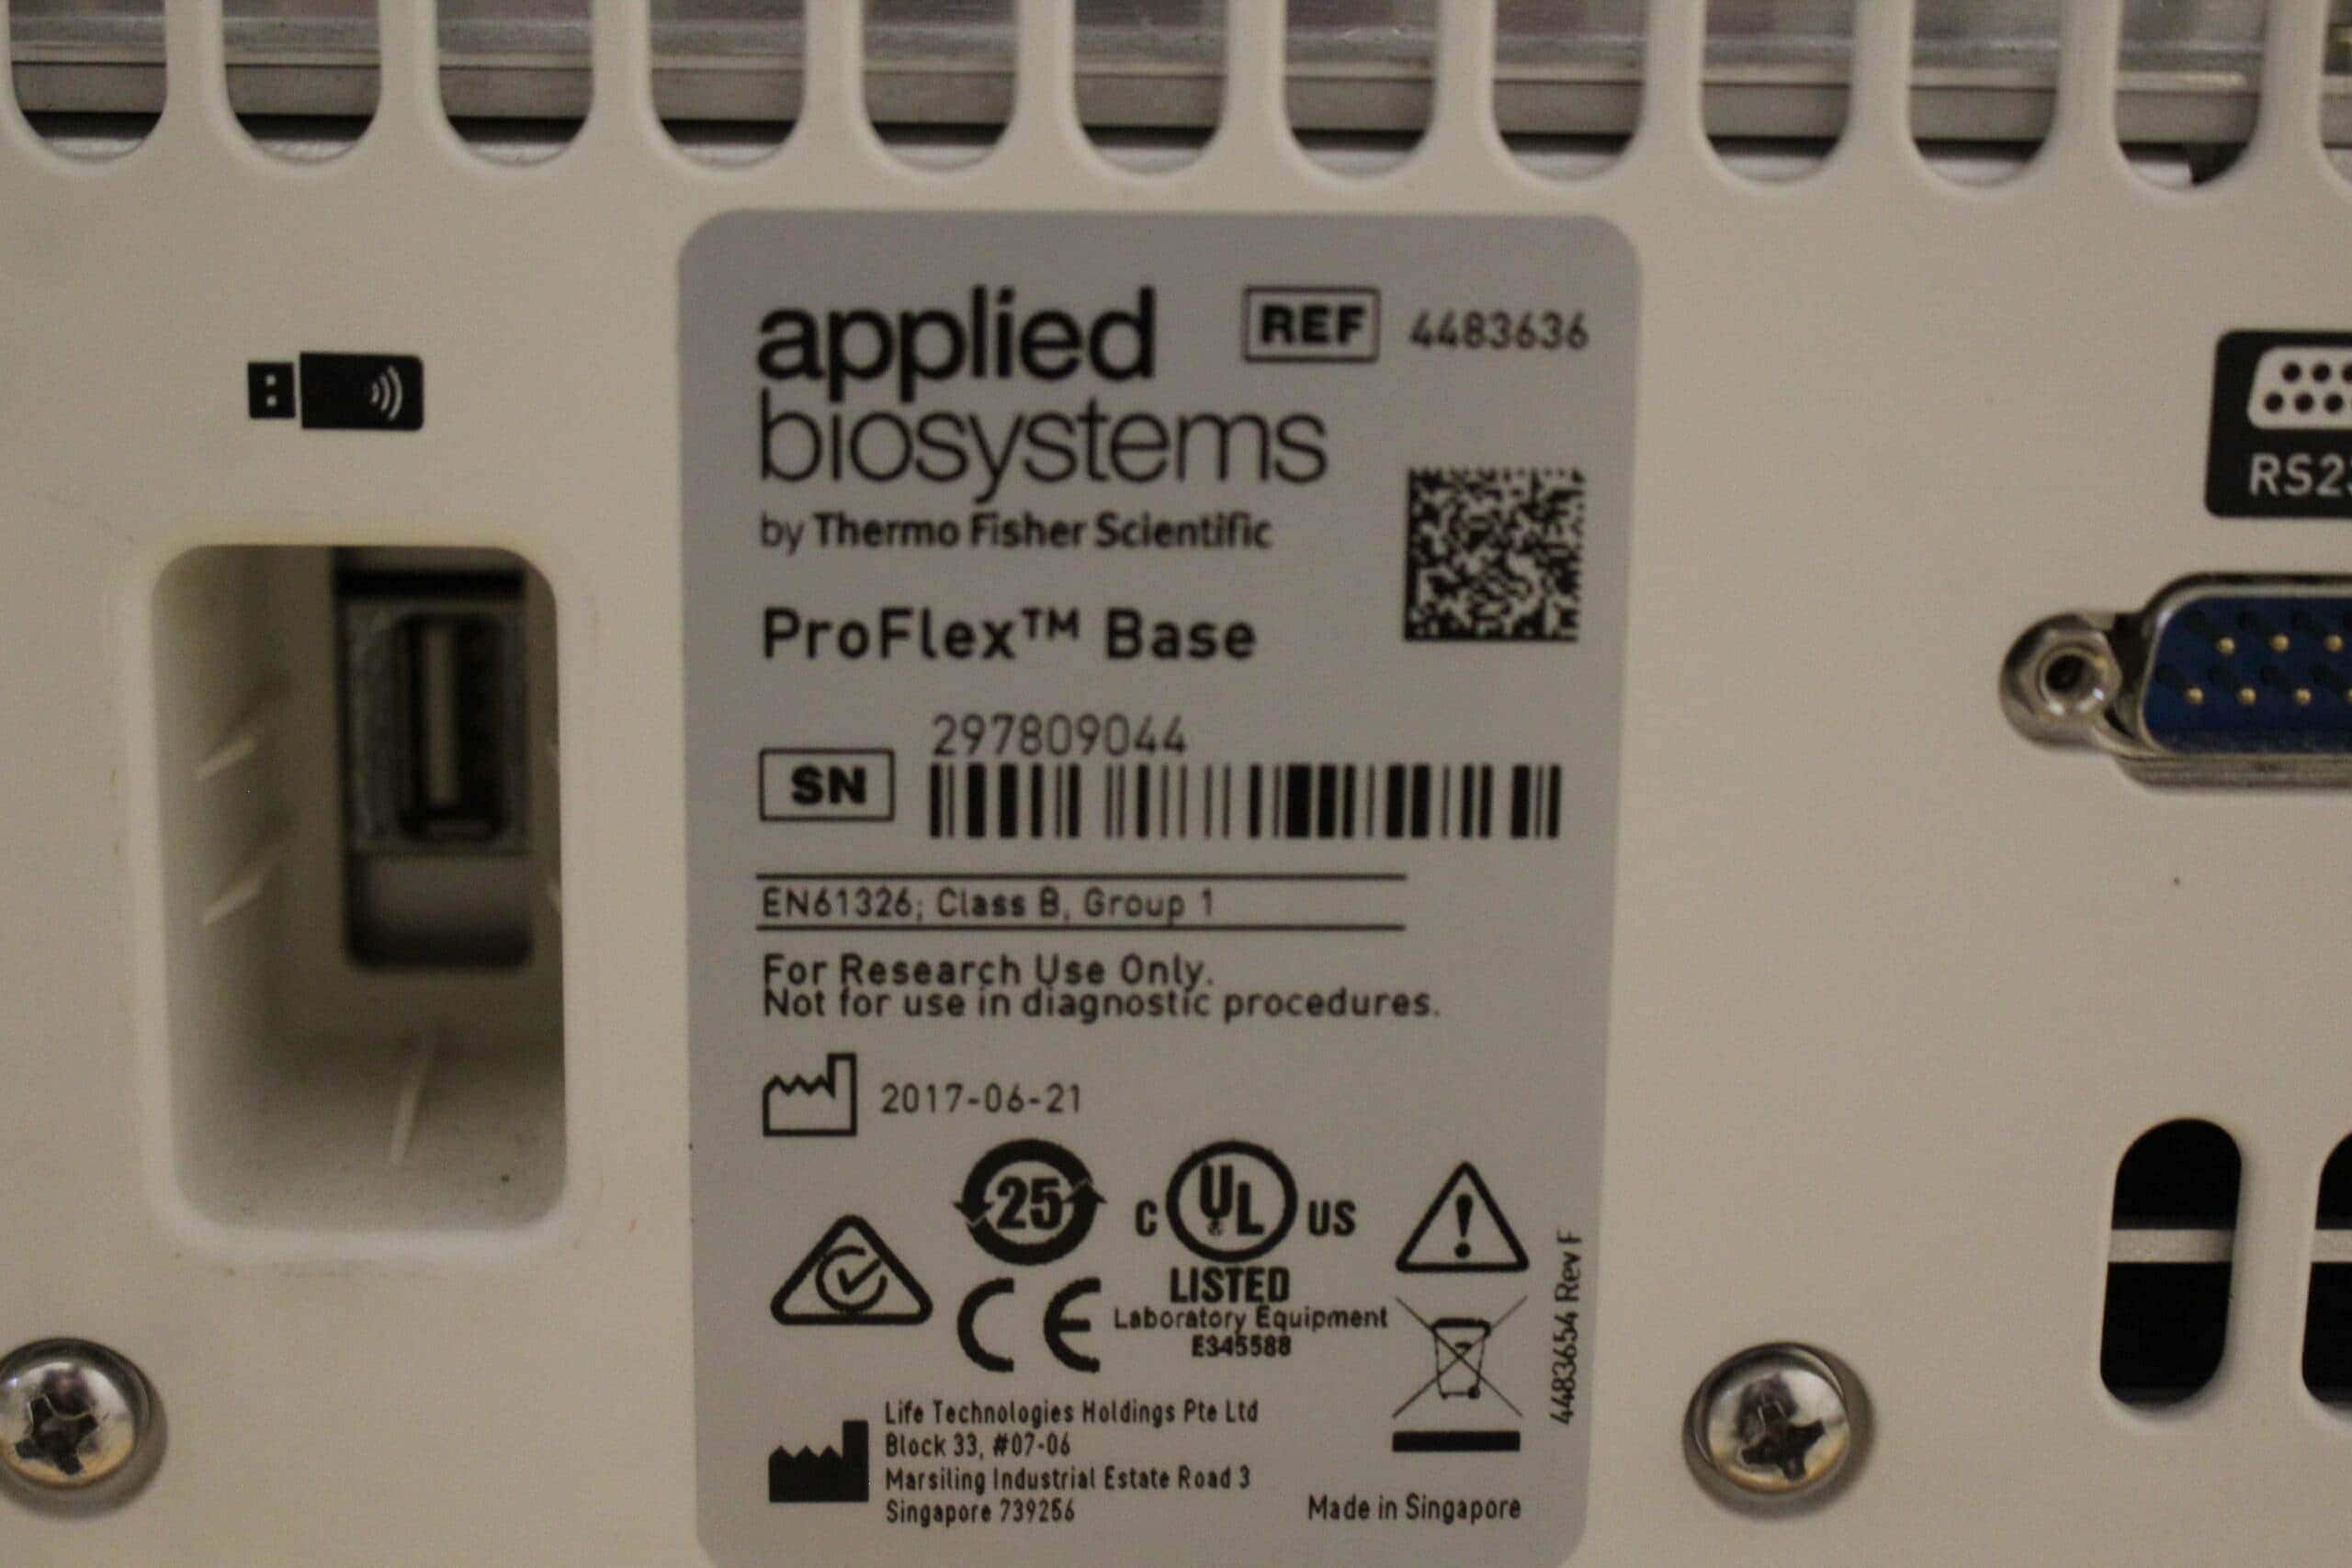 applied
biosystems
by Thermo Fisher Scientific
REF 4483636
ProFlex™ Base
297809044
SN
EN61326; Class B, Group 1
For Research Use Only.
Not for use in diagnostic procedures.
2017-06-21
25
C UL US
LISTED
Laboratory Equipment
E345588
CE
4483654 Rev F
Life Technologies Holdings Pte Ltd
Block 33, #07-06
Marsiling Industrial Estate Road 3
Singapore 739256
Made in Singapore